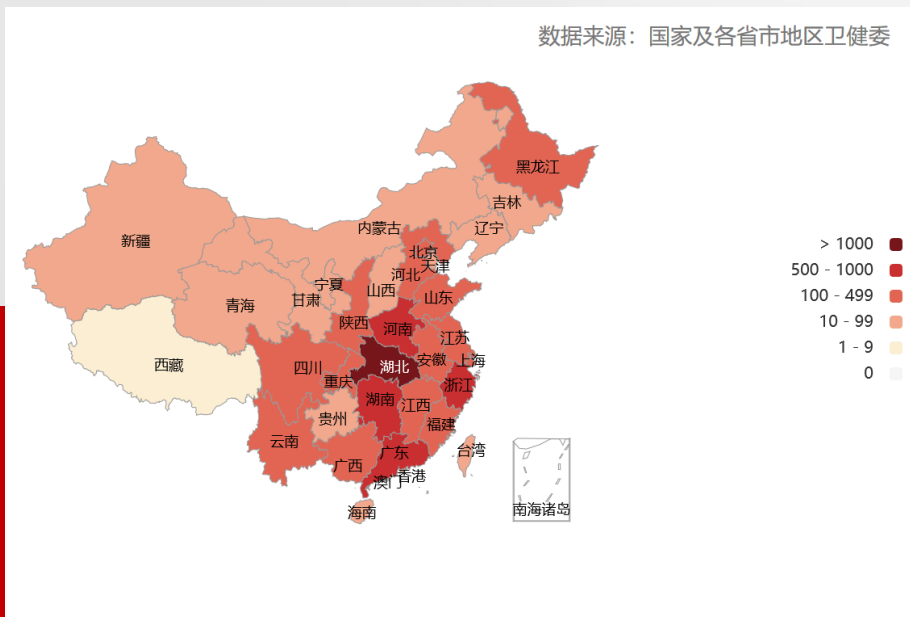 数据来源：国家及各省市地区卫健委
黑龙江
吉林
内蒙古
辽宁
新疆
北京
天津
> 1000
河北
500 - 1000
宁夏
山西
100 - 499
青海
甘肃
山东
10 - 99
陕西
河南
江苏
1 - 9
西藏
四川
湖北
安徽
上海
0
重庆
浙江
湖南
江西
贵州
福建
云南
广东
台湾
广西
澳门
香港
海南
南海诸岛